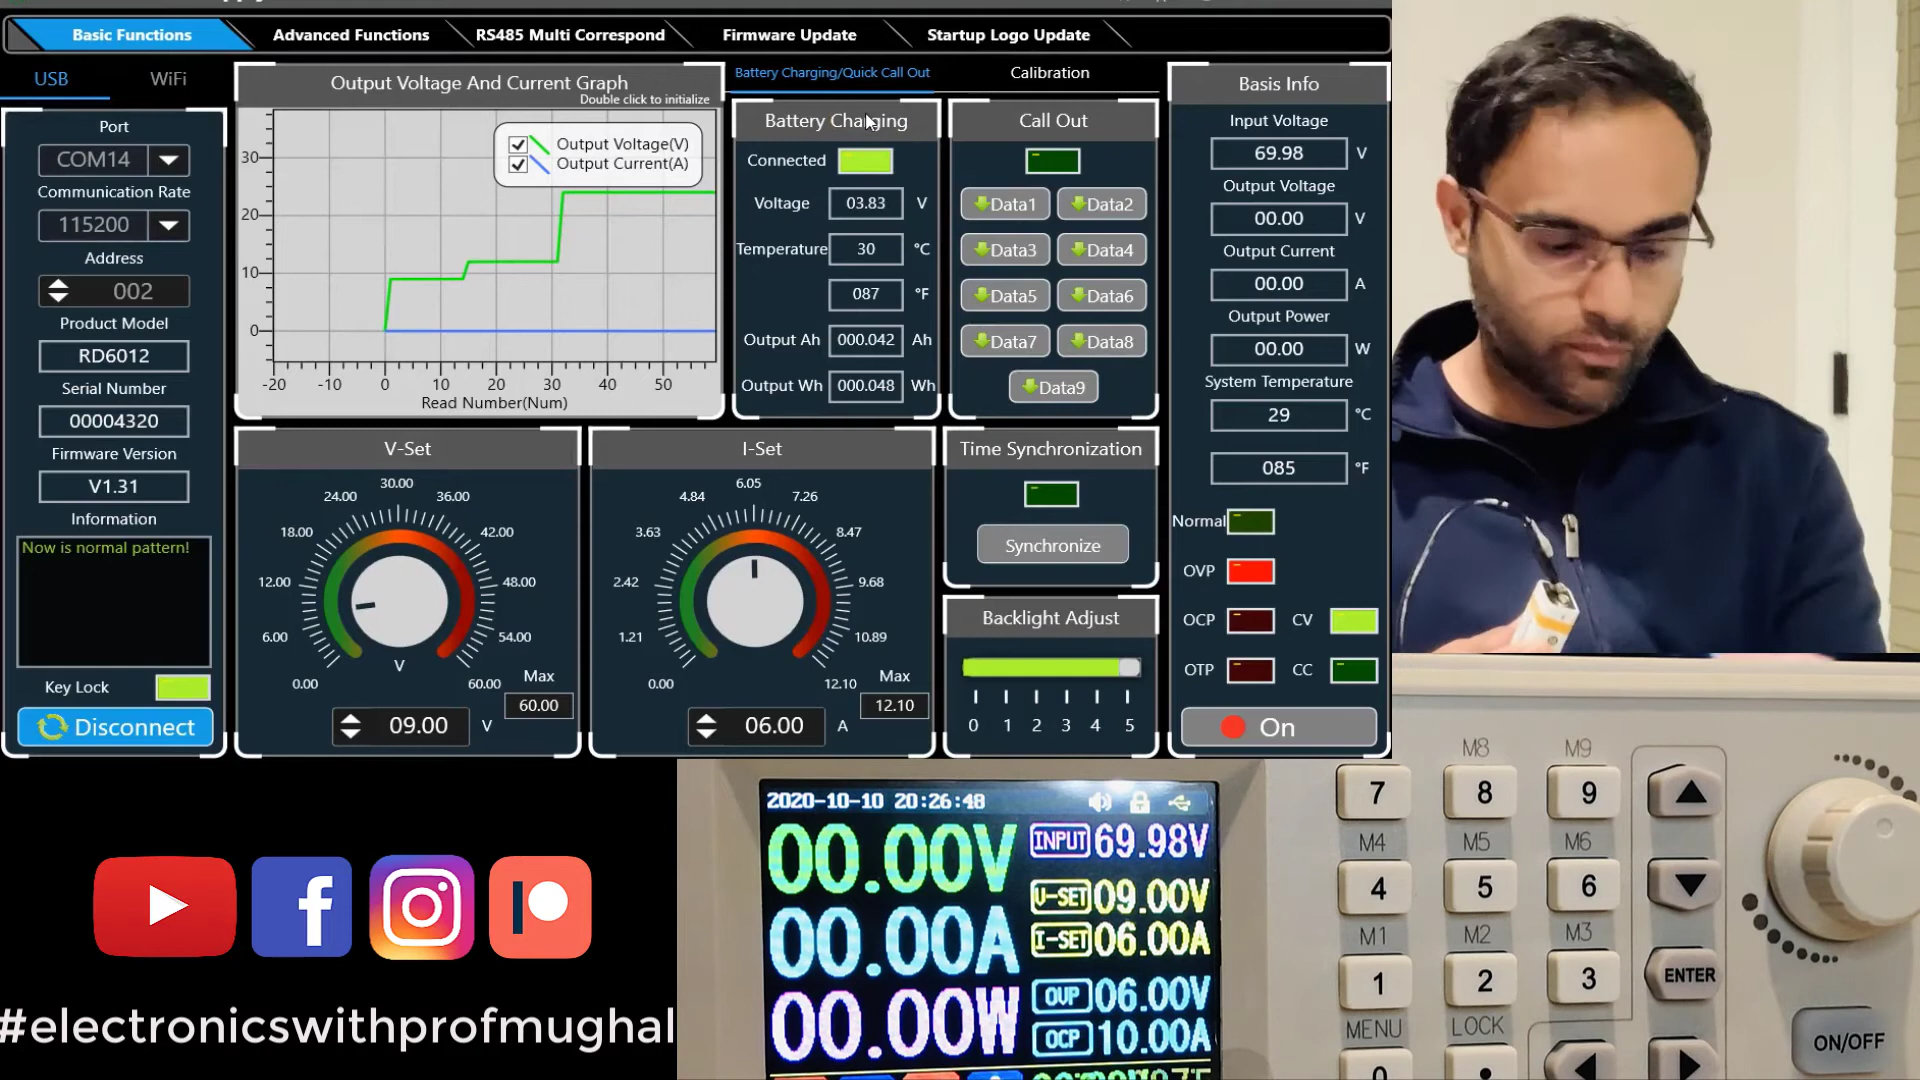 Basic Functions
Advanced Functions
RS485 Multi Correspond
Firmware Update
Startup Logo Update
USB
WiFi
Port
COM14
Communication Rate
115200
Address
002
Product Model
RD6012
Serial Number
00004320
Firmware Version
V1.31
Information
Now is normal pattern!
Key Lock
Disconnect
Output Voltage And Current Graph
Double click to initialize
Output Voltage(V)
Output Current(A)
30
20
10
0
-20 -10 0 10 20 30 40 50
Read Number(Num)
Battery Charging/Quick Call Out
Calibration
Battery Charging
Connected
Voltage 03.83 V
Temperature 30 °C
087 °F
Output Ah 000.042 Ah
Output Wh 000.048 Wh
Call Out
Data1 Data2
Data3 Data4
Data5 Data6
Data7 Data8
Data9
V-Set
30.00
24.00 36.00
18.00 42.00
12.00 48.00
6.00 54.00
V
0.00 60.00
Max
60.00
09.00 V
I-Set
6.05
4.84 7.26
3.63 8.47
2.42 9.68
1.21 10.89
0.00 12.10
Max
12.10
06.00 A
Time Synchronization
Synchronize
Backlight Adjust
0 1 2 3 4 5
Basis Info
Input Voltage
69.98 V
Output Voltage
00.00 V
Output Current
00.00 A
Output Power
00.00 W
System Temperature
29 °C
085 °F
Normal
OVP
OCP CV
OTP CC
On
#electronicswithprofmughal
2020-10-10 20:26:48
00.00V
00.00A
00.00W
INPUT 69.98V
V-SET 09.00V
I-SET 06.00A
OVP 06.00V
OCP 10.00A
M8 M9
7 8 9
M4 M5 M6
4 5 6
M1 M2 M3
1 2 3
MENU LOCK
0 .
ENTER
ON/OFF